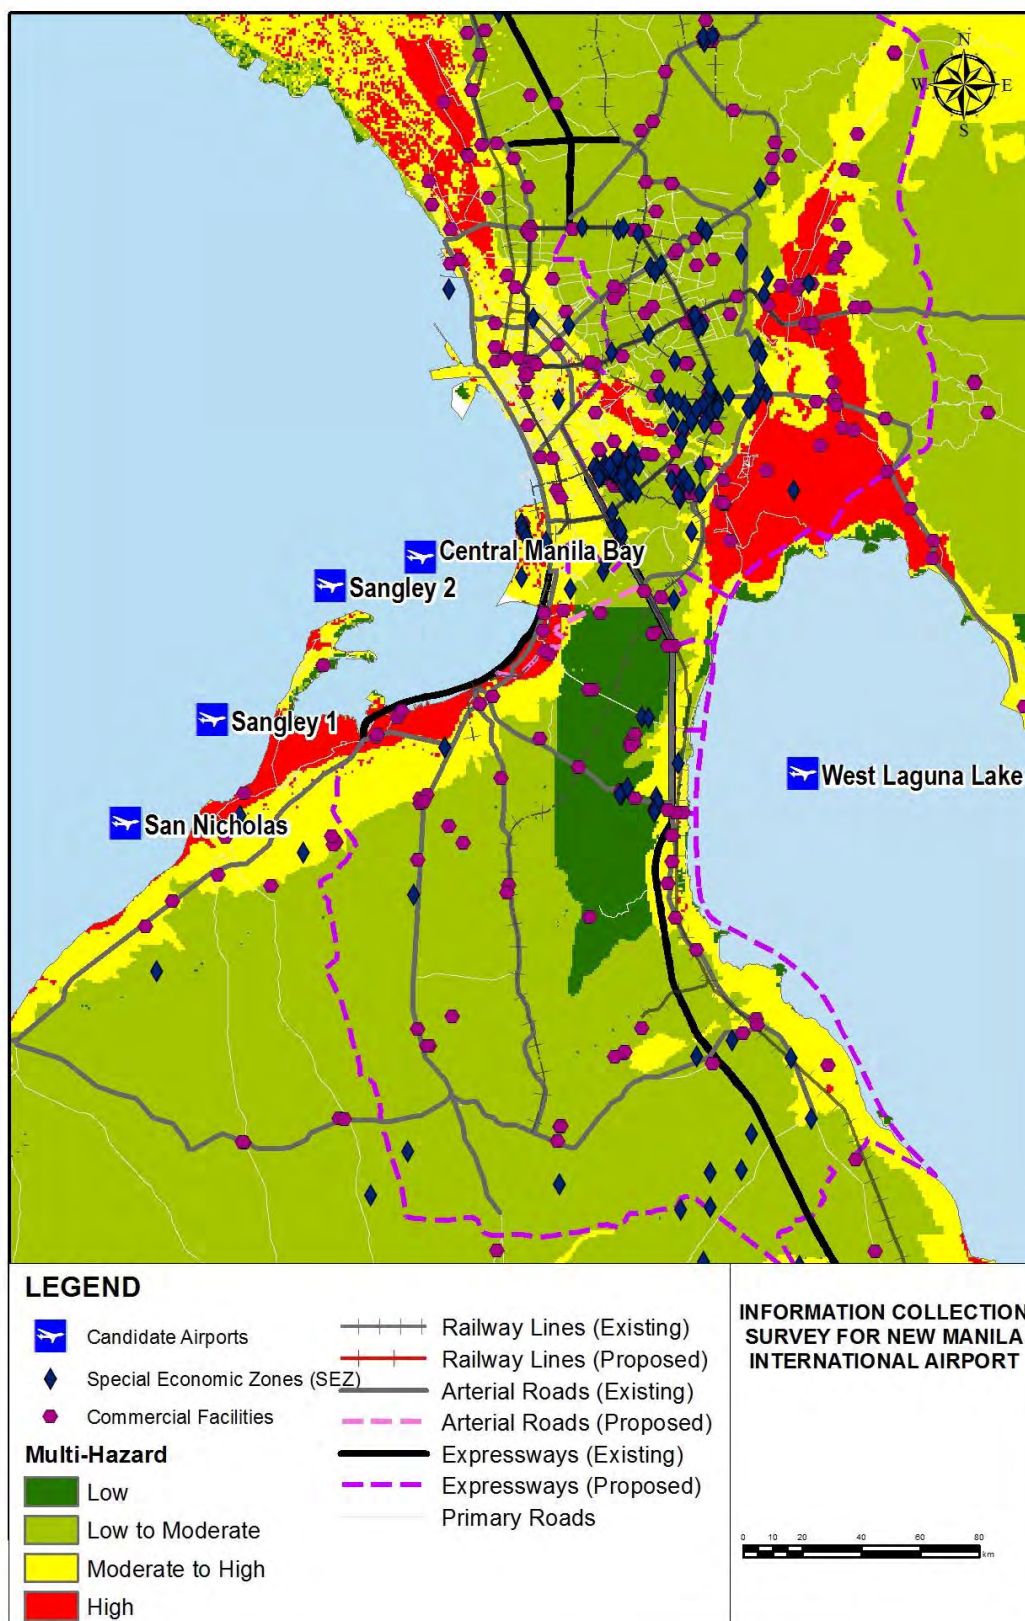 N
W E
S
Central Manila Bay
Sangley 2
Sangley 1
West Laguna Lake
San Nicholas
LEGEND
Candidate Airports
Special Economic Zones (SEZ)
Commercial Facilities
Multi-Hazard
Low
Low to Moderate
Moderate to High
High
Railway Lines (Existing)
Railway Lines (Proposed)
Arterial Roads (Existing)
Arterial Roads (Proposed)
Expressways (Existing)
Expressways (Proposed)
Primary Roads
INFORMATION COLLECTION
SURVEY FOR NEW MANILA
INTERNATIONAL AIRPORT
0 10 20 40 60 80
km